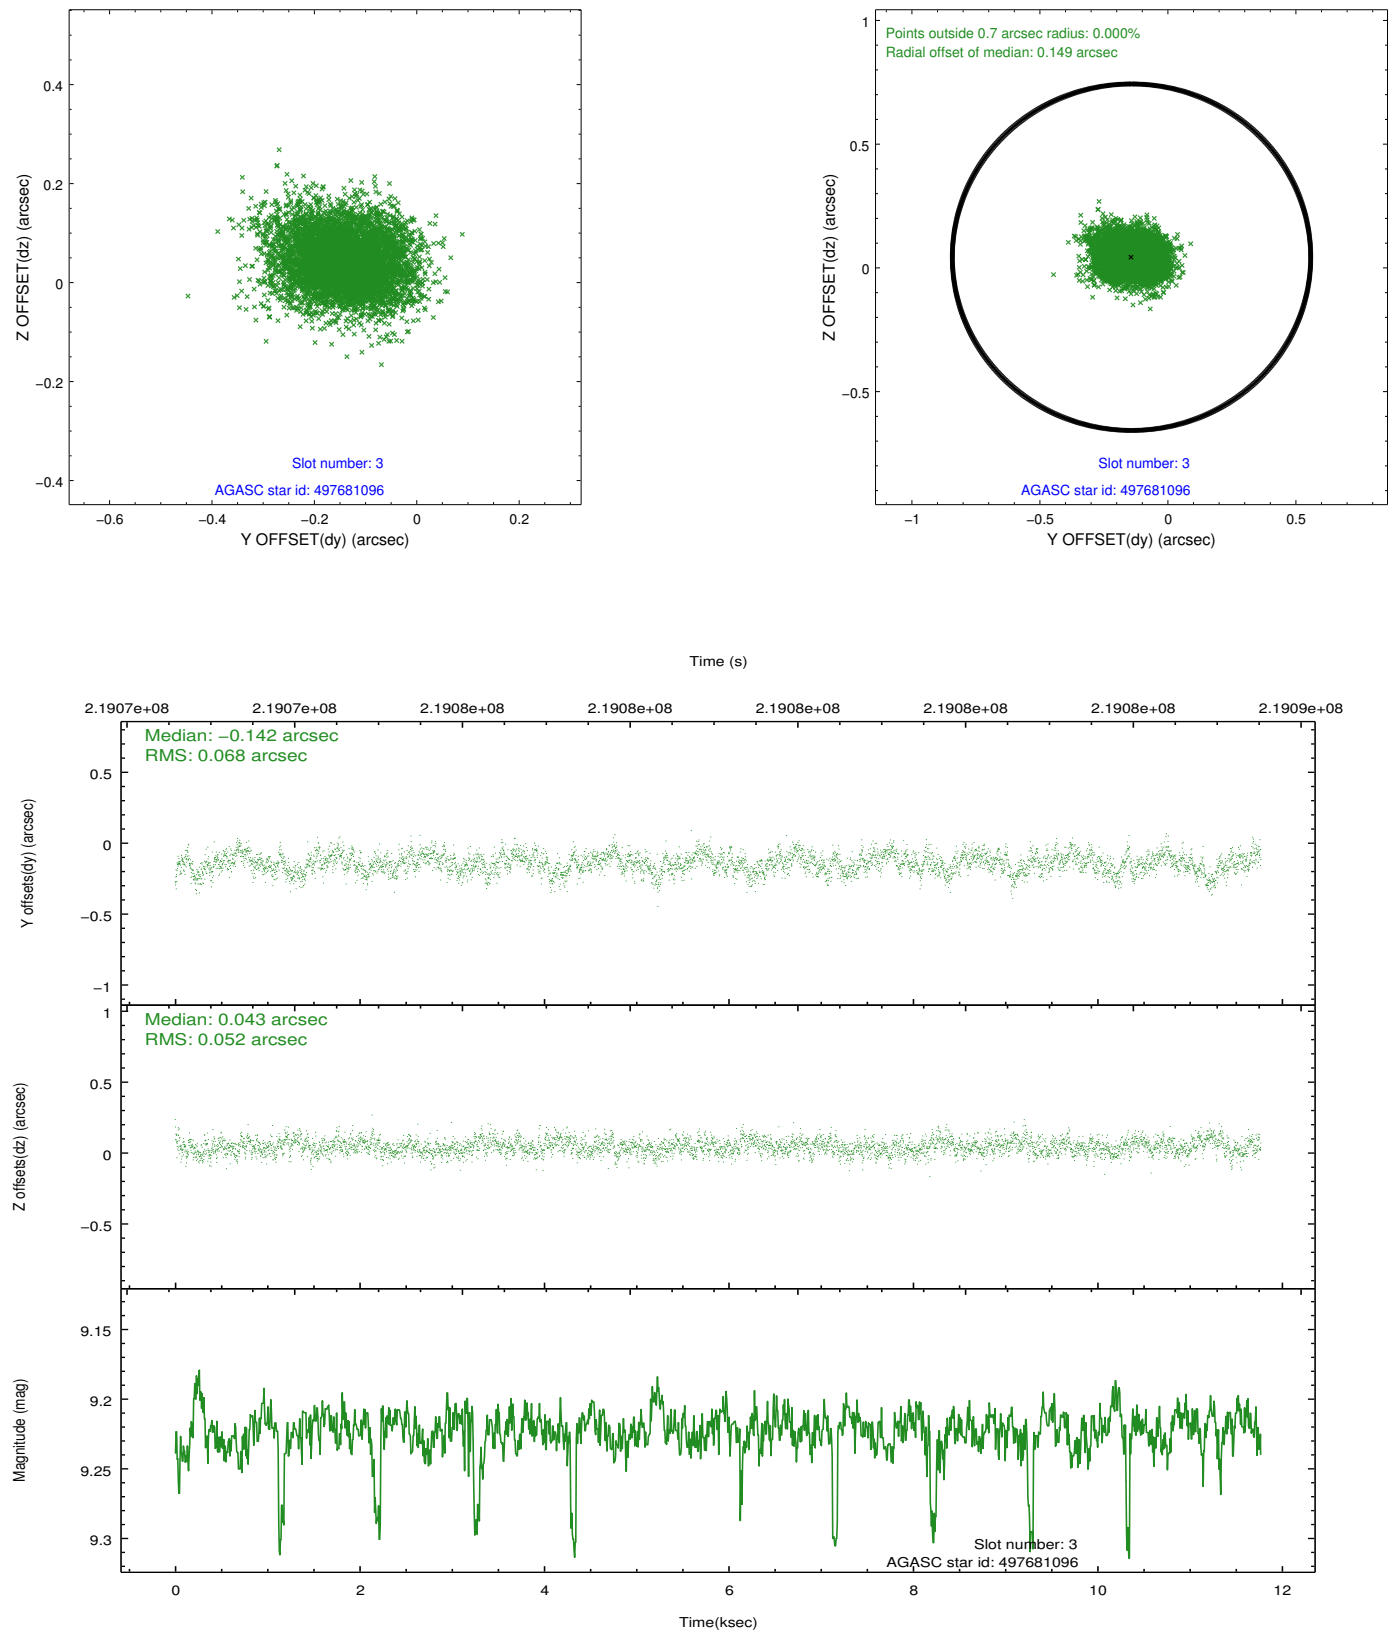 0.4
0.2
0
−0.2
−0.4
Z OFFSET(dz) (arcsec)
Slot number: 3
AGASC star id: 497681096
−0.6
−0.4
−0.2
0
0.2
Y OFFSET(dy) (arcsec)
Points outside 0.7 arcsec radius: 0.000%
Radial offset of median: 0.149 arcsec
1
0.5
0
−0.5
Z OFFSET(dz) (arcsec)
Slot number: 3
AGASC star id: 497681096
−1
−0.5
0
0.5
Y OFFSET(dy) (arcsec)
Time (s)
2.1907e+08
2.1907e+08
2.1908e+08
2.1908e+08
2.1908e+08
2.1908e+08
2.1908e+08
2.1909e+08
Median: −0.142 arcsec
RMS: 0.068 arcsec
0.5
0
−0.5
−1
Y offsets(dy) (arcsec)
Median: 0.043 arcsec
RMS: 0.052 arcsec
1
0.5
0
−0.5
Z offsets(dz) (arcsec)
9.15
9.2
9.25
9.3
Magnitude (mag)
Slot number: 3
AGASC star id: 497681096
0
2
4
6
8
10
12
Time(ksec)